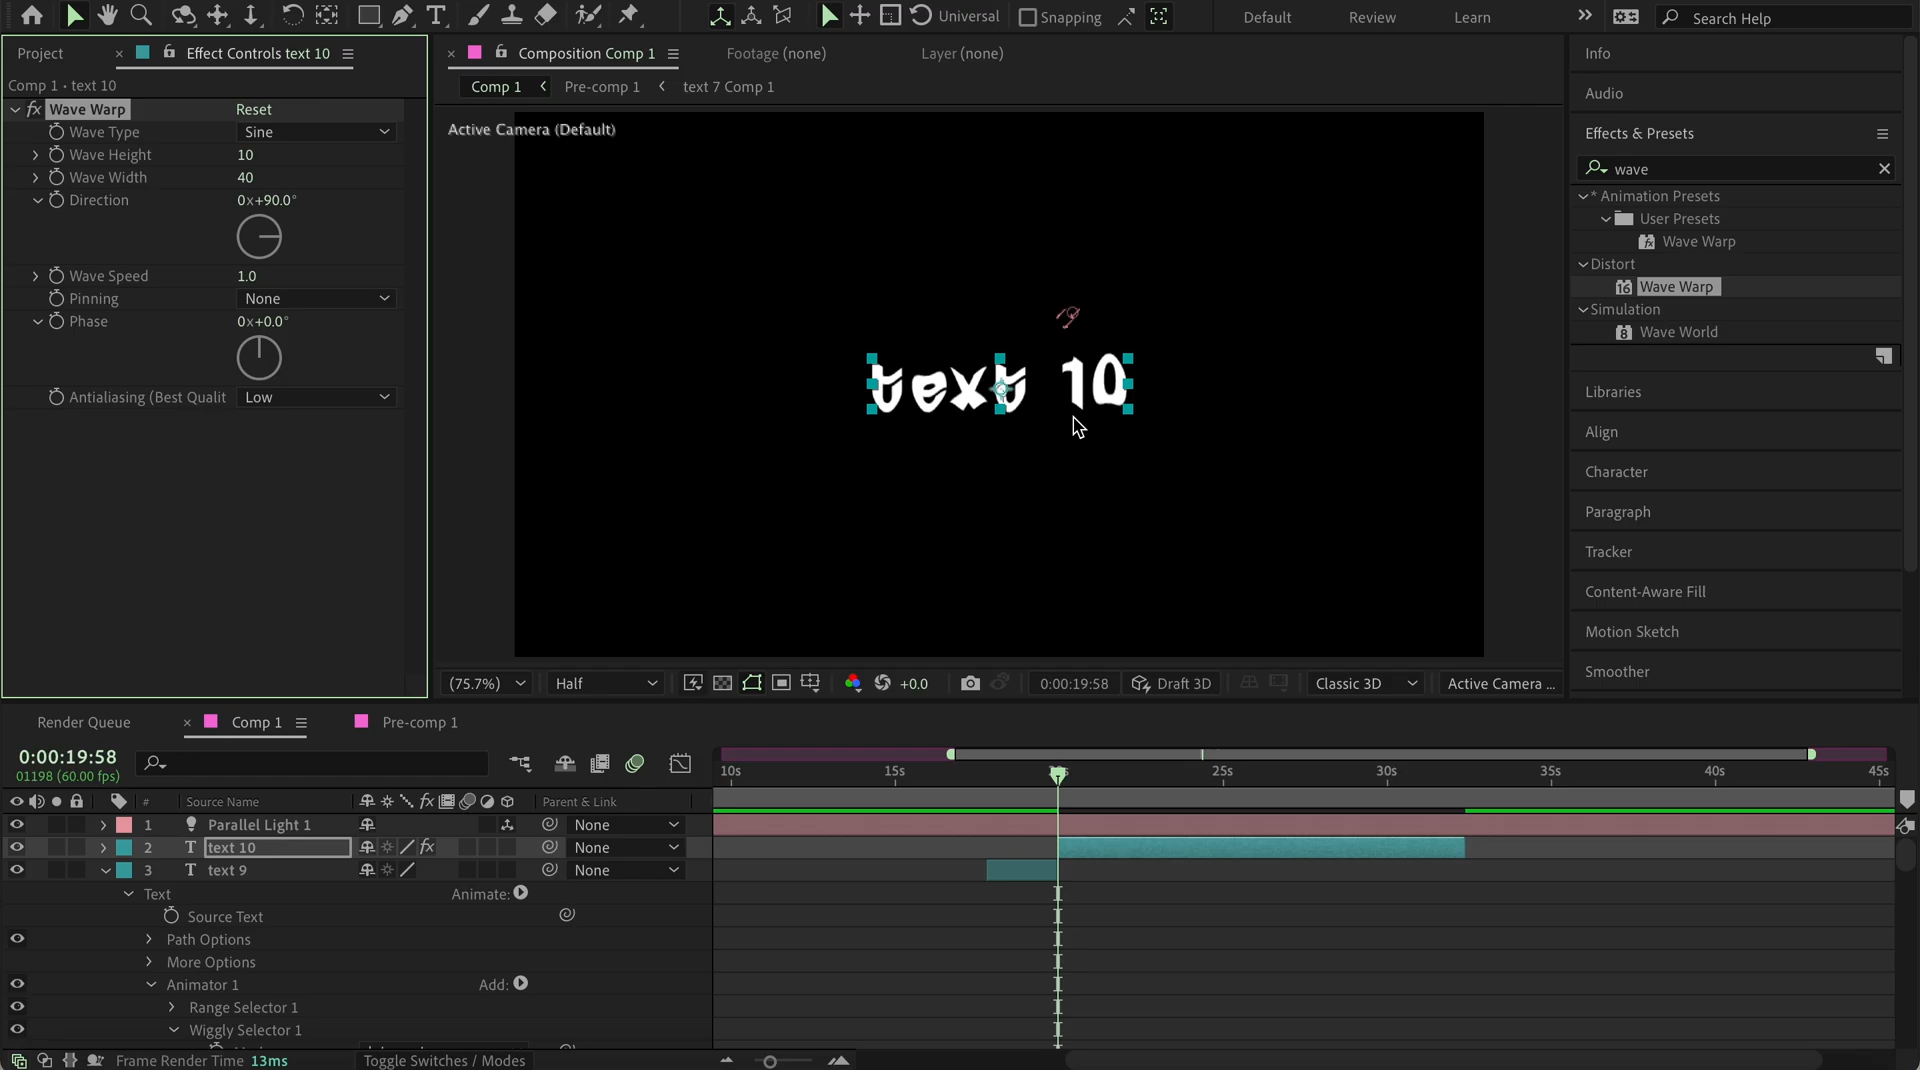 Universal
Snapping
Default
Review
Learn
Search Help
Project
Effect Controls text 10
Comp 1 • text 10
fx Wave Warp
Reset
Wave Type
Sine
Wave Height
10
Wave Width
40
Direction
0x+90.0°
Wave Speed
1.0
Pinning
None
Phase
0x+0.0°
Antialiasing (Best Qualit
Low
Composition Comp 1
Footage (none)
Layer (none)
Comp 1
Pre-comp 1
text 7 Comp 1
Active Camera (Default)
text 10
(75.7%)
Half
+0.0
0:00:19:58
Draft 3D
Classic 3D
Active Camera ...
Info
Audio
Effects & Presets
wave
* Animation Presets
User Presets
Wave Warp
Distort
Wave Warp
Simulation
Wave World
Libraries
Align
Character
Paragraph
Tracker
Content-Aware Fill
Motion Sketch
Smoother
Render Queue
Comp 1
Pre-comp 1
0:00:19:58
01198 (60.00 fps)
10s
15s
25s
30s
35s
40s
45s
#
Source Name
fx
Parent & Link
1
Parallel Light 1
None
2
T
text 10
fx
None
3
T
text 9
None
Text
Animate:
Source Text
Path Options
More Options
Animator 1
Add:
Range Selector 1
Wiggly Selector 1
Frame Render Time 13ms
Toggle Switches / Modes